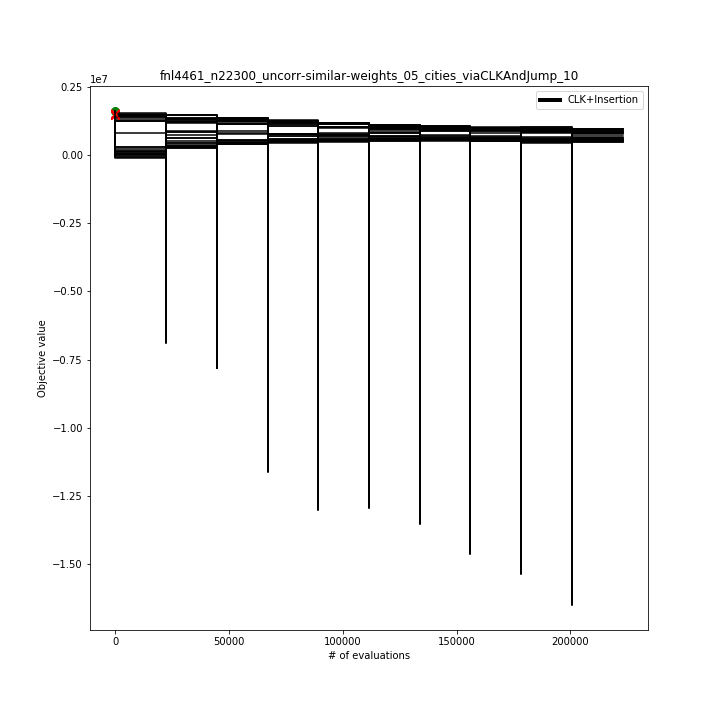 fnl4461_n22300_uncorr-similar-weights_05_cities_viaCLKAndJump_10
1e7
CLK+Insertion
0.25
0.00
−0.25
−0.50
−0.75
−1.00
−1.25
−1.50
Objective value
0 50000 100000 150000 200000
# of evaluations